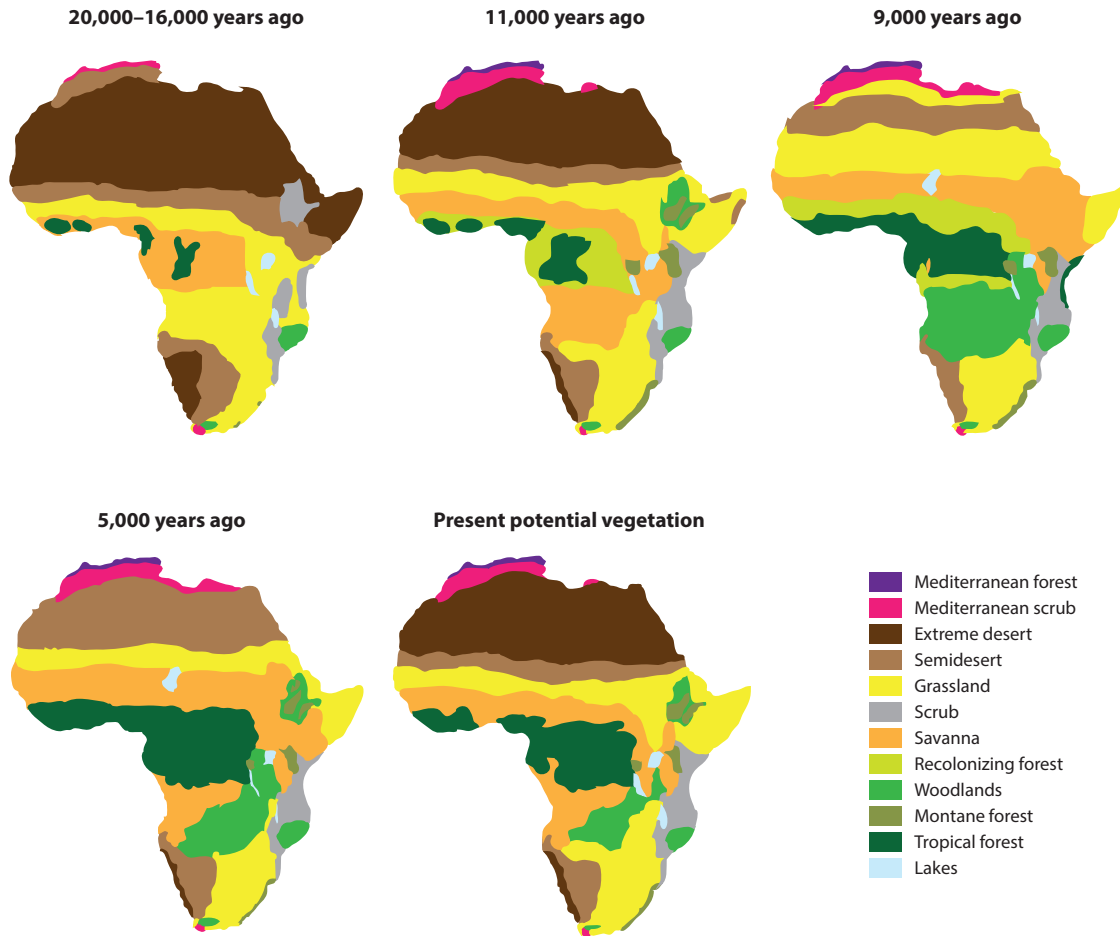 20,000–16,000 years ago
11,000 years ago
9,000 years ago
5,000 years ago
Present potential vegetation
Mediterranean forest
Mediterranean scrub
Extreme desert
Semidesert
Grassland
Scrub
Savanna
Recolonizing forest
Woodlands
Montane forest
Tropical forest
Lakes